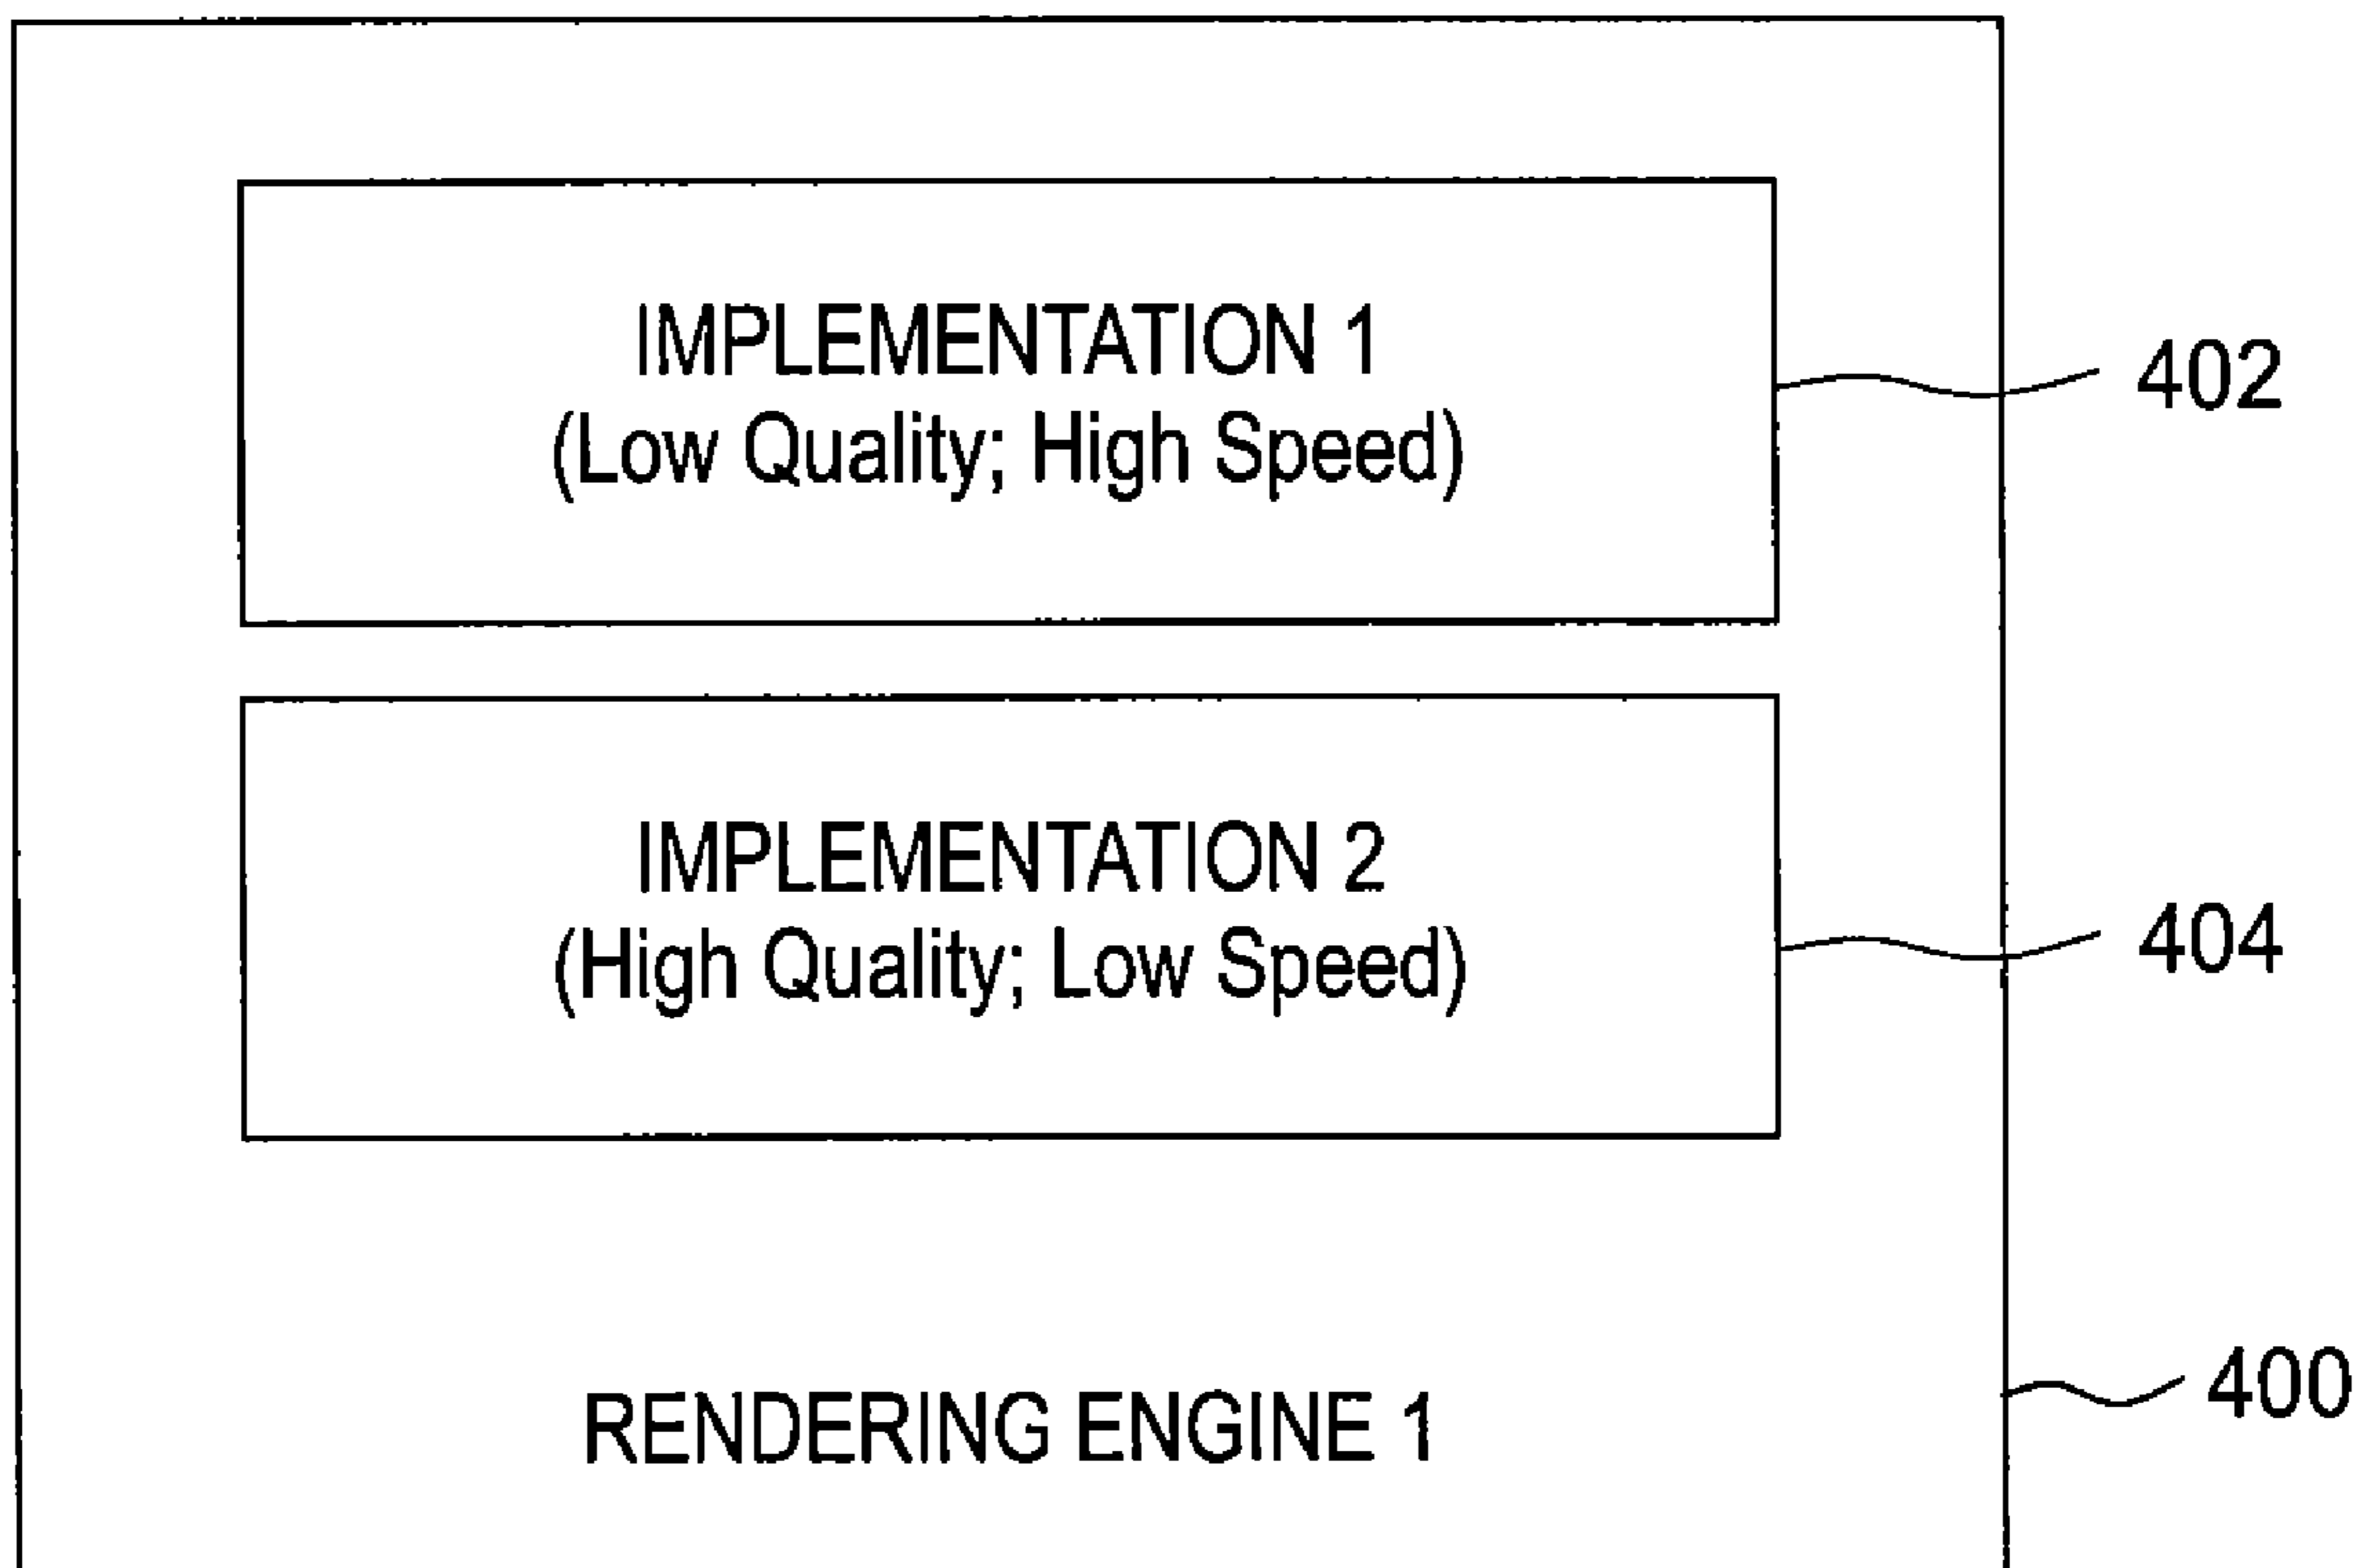 IMPLEMENTATION 1
(Low Quality; High Speed)
402
IMPLEMENTATION 2
(High Quality; Low Speed)
404
RENDERING ENGINE 1
400